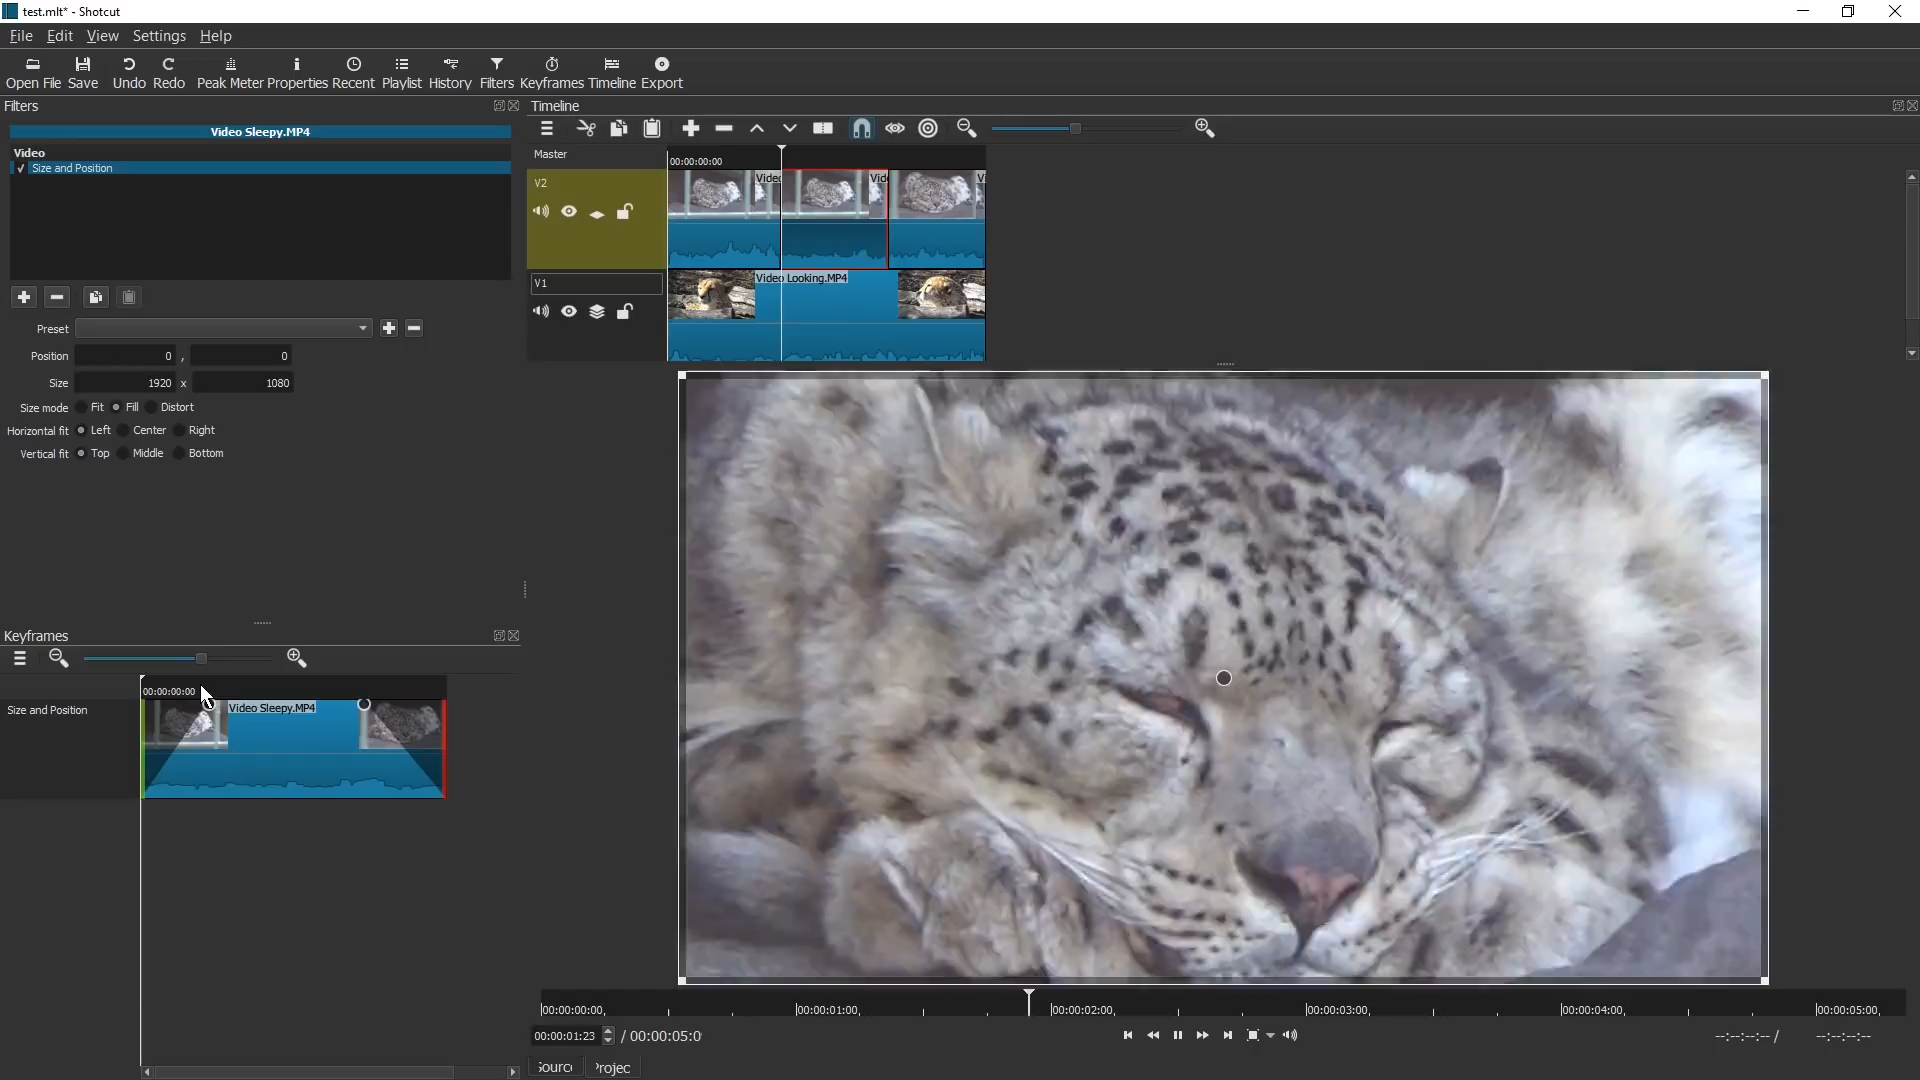 test.mlt* - Shotcut
File Edit View Settings Help
Open File Save Undo Redo Peak Meter Properties Recent Playlist History Filters Keyframes Timeline Export
Filters
Video Sleepy.MP4
Video
Size and Position
Preset
Position 0 , 0
Size 1920 x 1080
Size mode Fit Fill Distort
Horizontal fit Left Center Right
Vertical fit Top Middle Bottom
Keyframes
00:00:00:00
Size and Position
Video Sleepy.MP4
Timeline
Master
00:00:00:00
V2
V1
Video Looking.MP4
00:00:00:00 00:00:01:00 00:00:02:00 00:00:03:00 00:00:04:00 00:00:05:00
00:00:01:23 / 00:00:05:0
--:--:--:-- / --:--:--:--